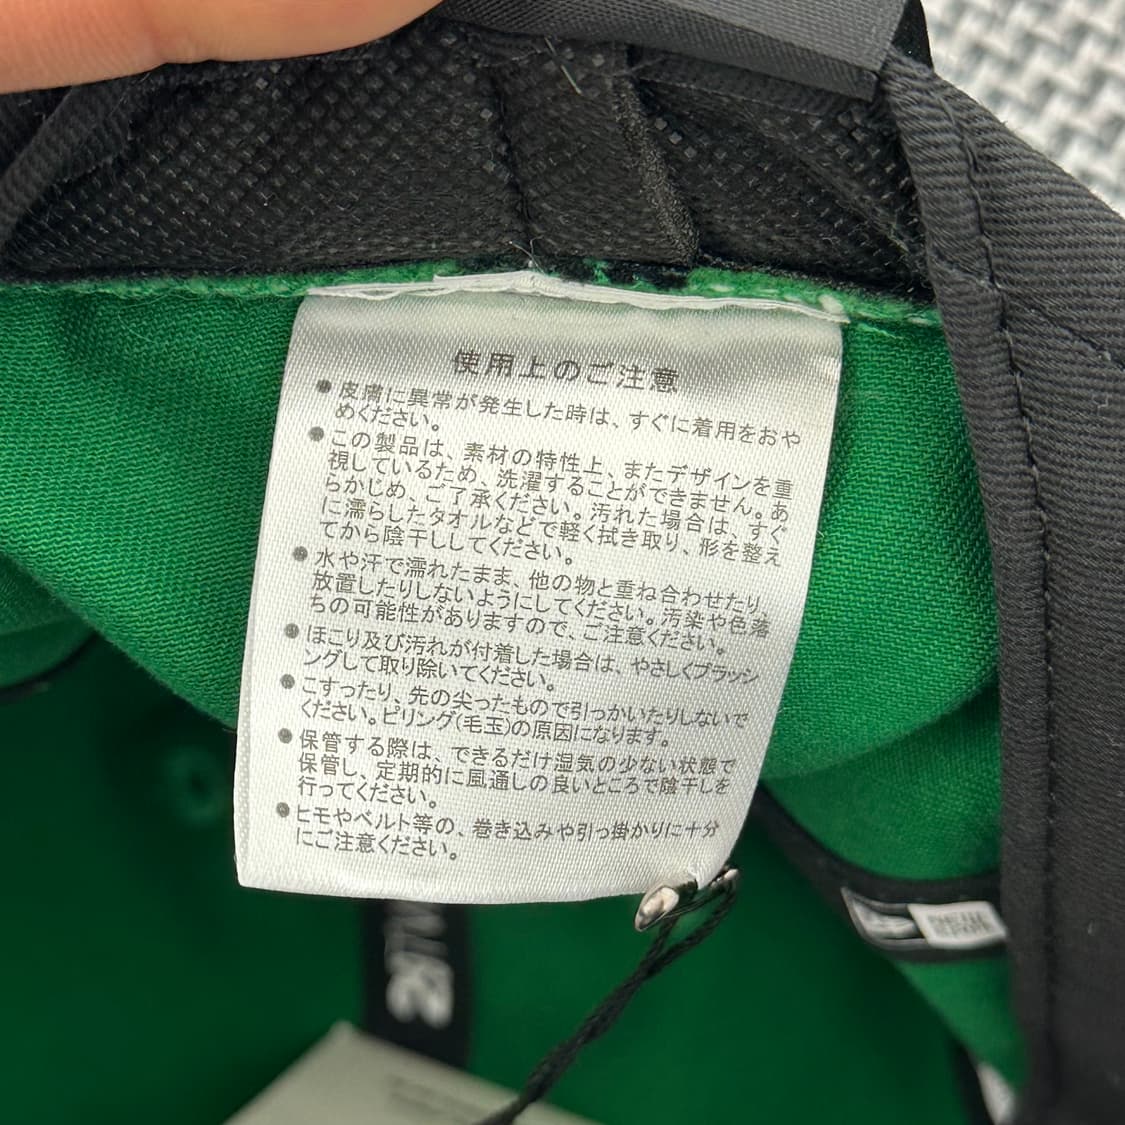 使用上のご注意
●皮膚に異常が発生した時は、すぐに着用をおや
めください。
●この製品は、素材の特性上、またデザインを重
視しているため、洗濯することができません。あ
らかじめ、ご了承ください。汚れた場合は、すぐ
に濡らしたタオルなどで軽く拭き取り、形を整え
てから陰干ししてください。
●水や汗で濡れたまま、他の物と重ね合わせたり、
放置したりしないようにしてください。汚染や色落
ちの可能性がありますので、ご注意ください。
●ほこり及び汚れが付着した場合は、やさしくブラッシ
ングして取り除いてください。
●こすったり、先の尖ったもので引っかいたりしないで
ください。ピリング(毛玉)の原因になります。
●保管する際は、できるだけ湿気の少ない状態で
保管し、定期的に風通しの良いところで陰干しを
行ってください。
●ヒモやベルト等の、巻き込みや引っ掛かりに十分
にご注意ください。
NEW
ERA